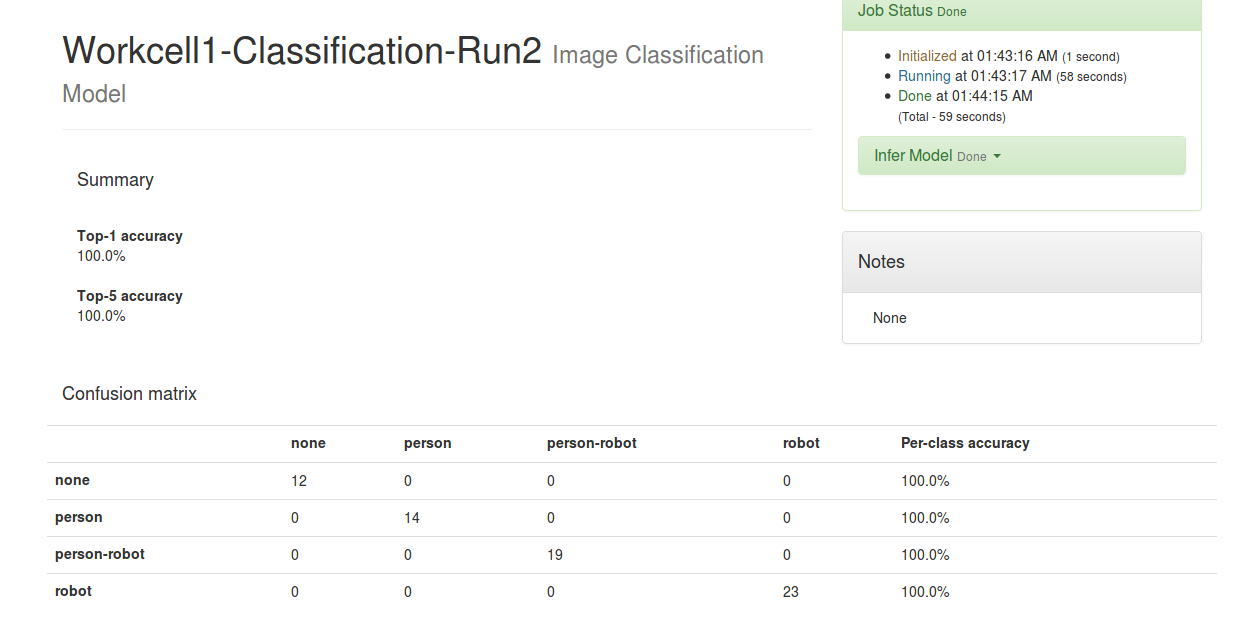 Workcell1-Classification-Run2 Image Classification
Model
Summary
Top-1 accuracy
100.0%
Top-5 accuracy
100.0%
Job Status Done
Initialized at 01:43:16 AM (1 second)
Running at 01:43:17 AM (58 seconds)
Done at 01:44:15 AM
(Total - 59 seconds)
Infer Model Done
Notes
None
Confusion matrix
none person person-robot robot Per-class accuracy
none 12 0 0 0 100.0%
person 0 14 0 0 100.0%
person-robot 0 0 19 0 100.0%
robot 0 0 0 23 100.0%